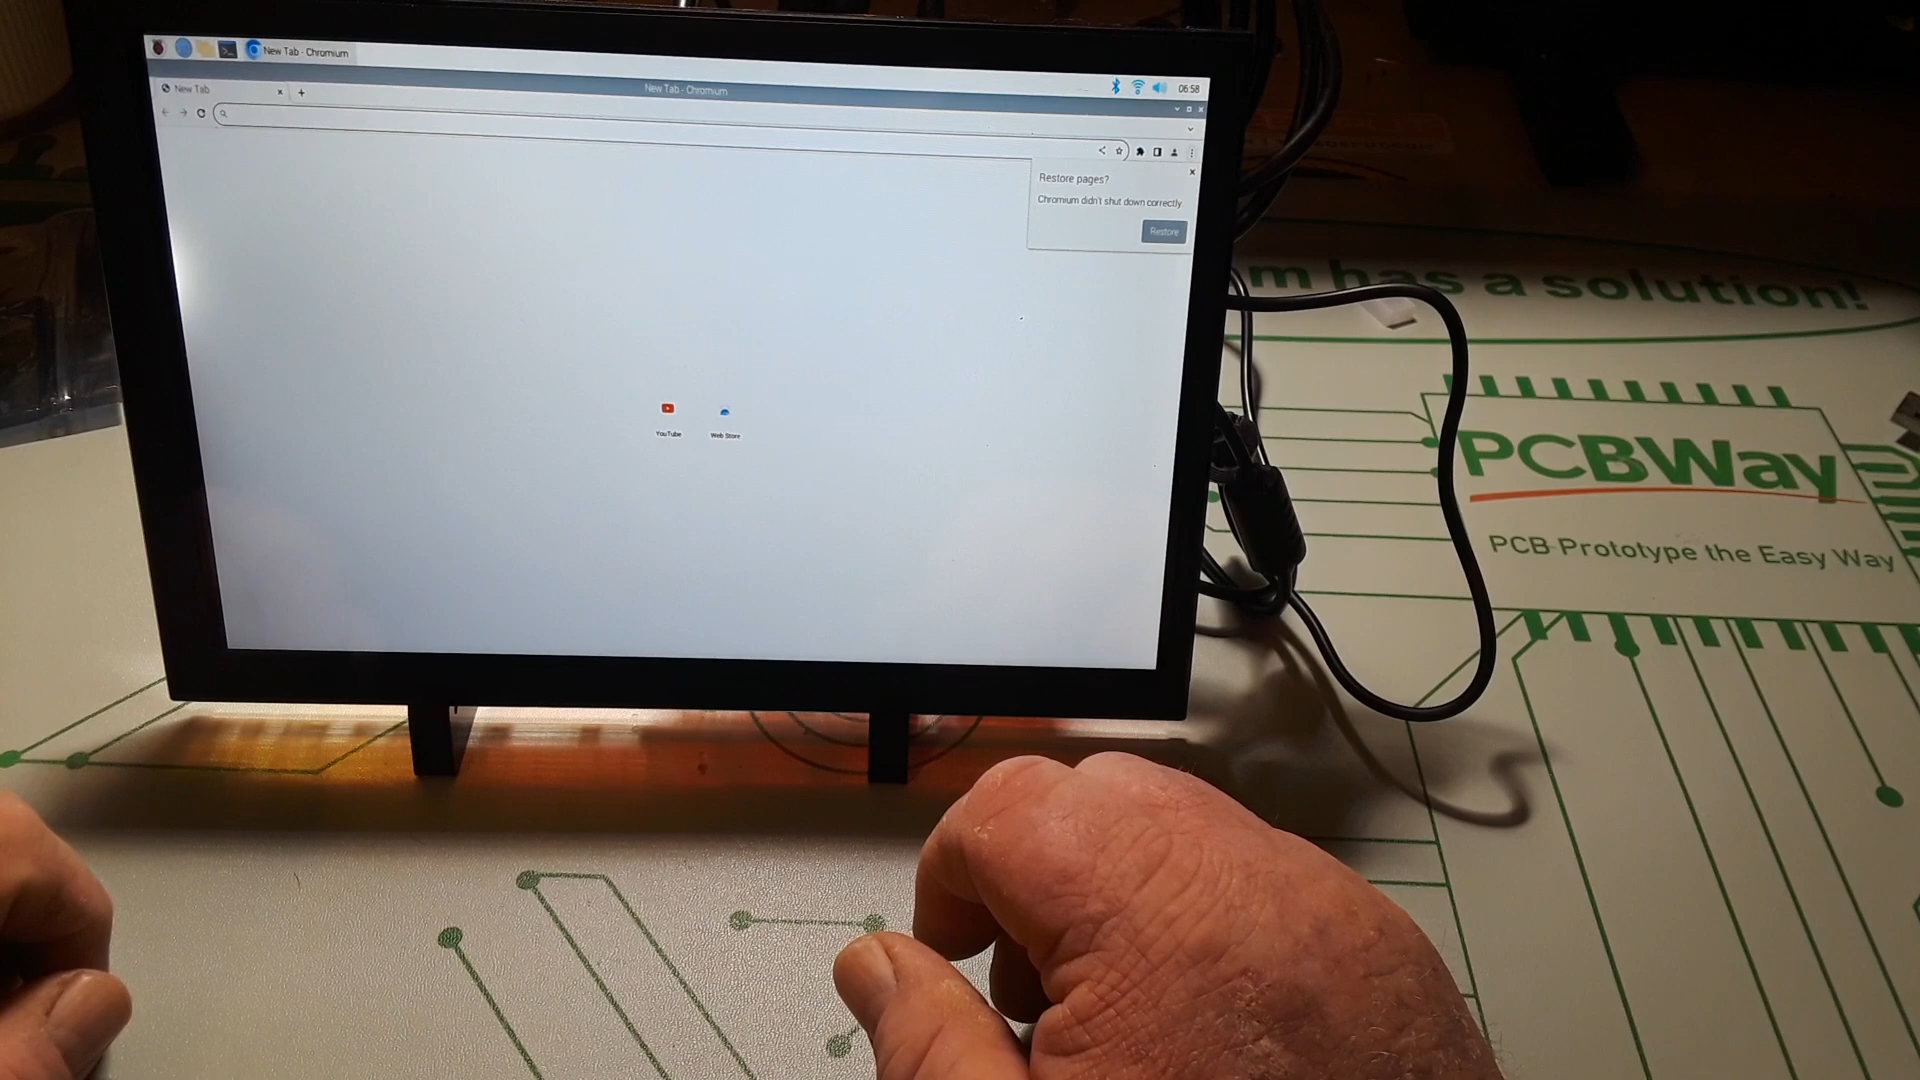 New Tab - Chromium
06:58
New Tab
New Tab - Chromium
Restore pages?
Chromium didn't shut down correctly.
Restore
YouTube
Web Store
m has a solution!
PCBWay
PCB Prototype the Easy Way